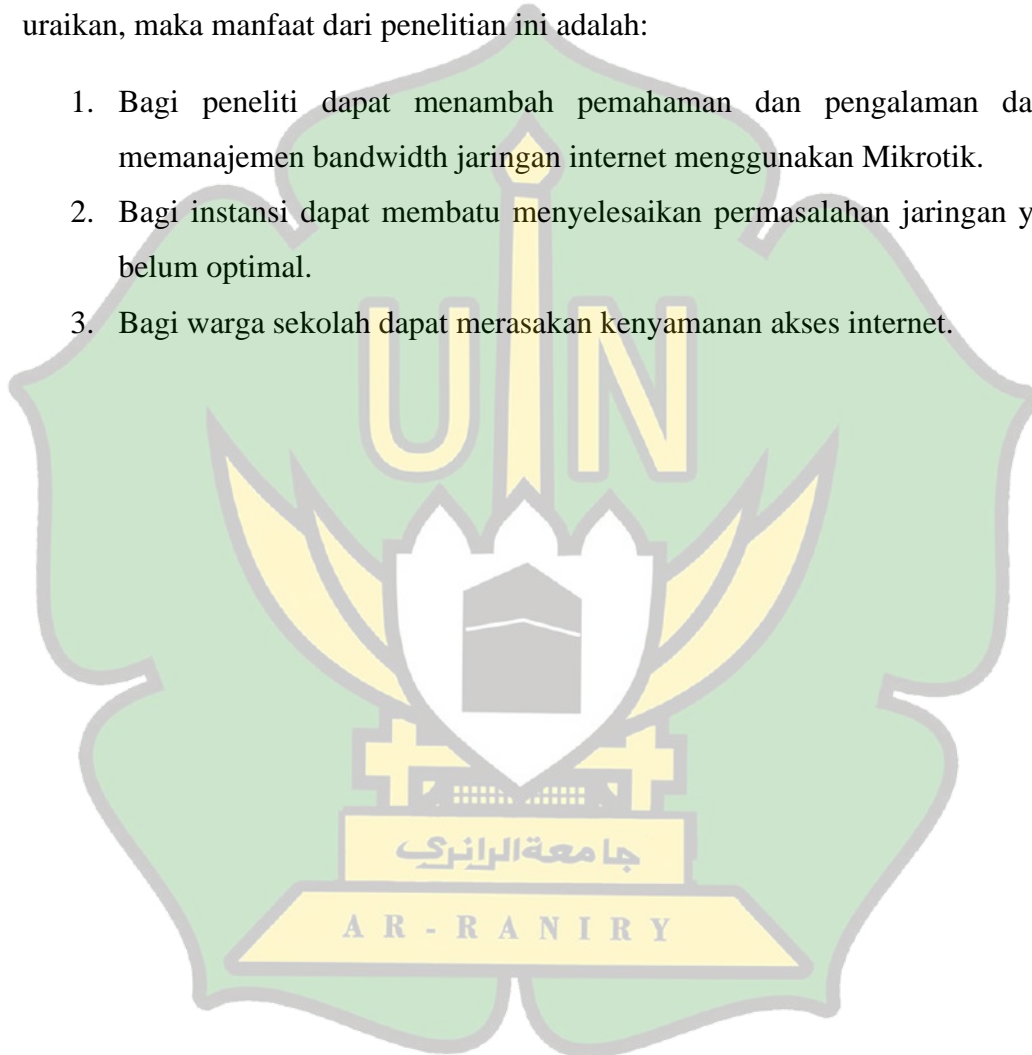 uraikan, maka manfaat dari penelitian ini adalah:
1. Bagi peneliti dapat menambah pemahaman dan pengalaman da
memanajemen bandwidth jaringan internet menggunakan Mikrotik.
2. Bagi instansi dapat membatu menyelesaikan permasalahan jaringan y
belum optimal.
3. Bagi warga sekolah dapat merasakan kenyamanan akses internet.
UIN
جامعةالرانري
AR-RANIRY